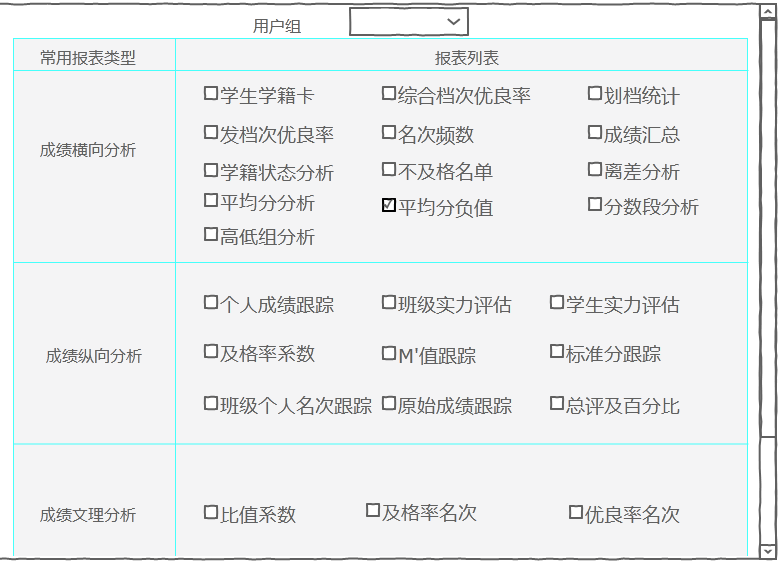 用户组
常用报表类型 报表列表
学生学籍卡 综合档次优良率 划档统计
发档次优良率 名次频数 成绩汇总
成绩横向分析
学籍状态分析 不及格名单 离差分析
平均分分析 平均分负值 分数段分析
高低组分析
个人成绩跟踪 班级实力评估 学生实力评估
成绩纵向分析
及格率系数 M'值跟踪 标准分跟踪
班级个人名次跟踪 原始成绩跟踪 总评及百分比
成绩文理分析 比值系数 及格率名次 优良率名次